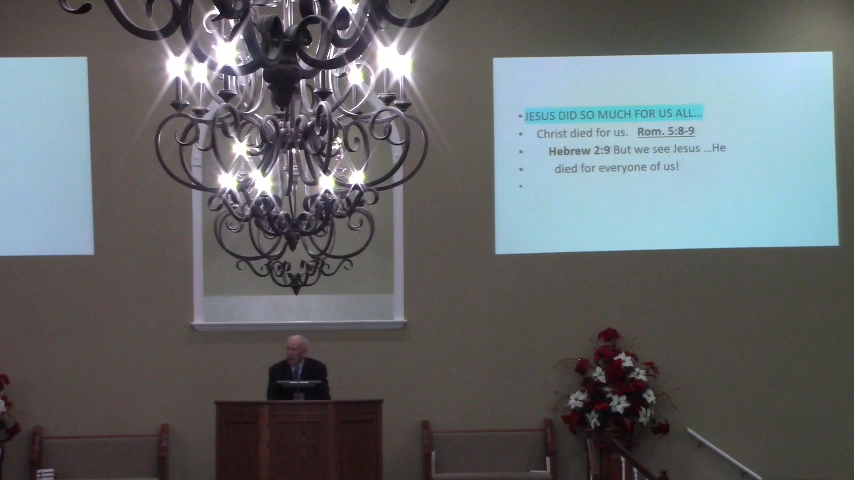 • JESUS DID SO MUCH FOR US ALL…
• Christ died for us. Rom. 5:8-9
• Hebrew 2:9 But we see Jesus …He
• died for everyone of us!
•